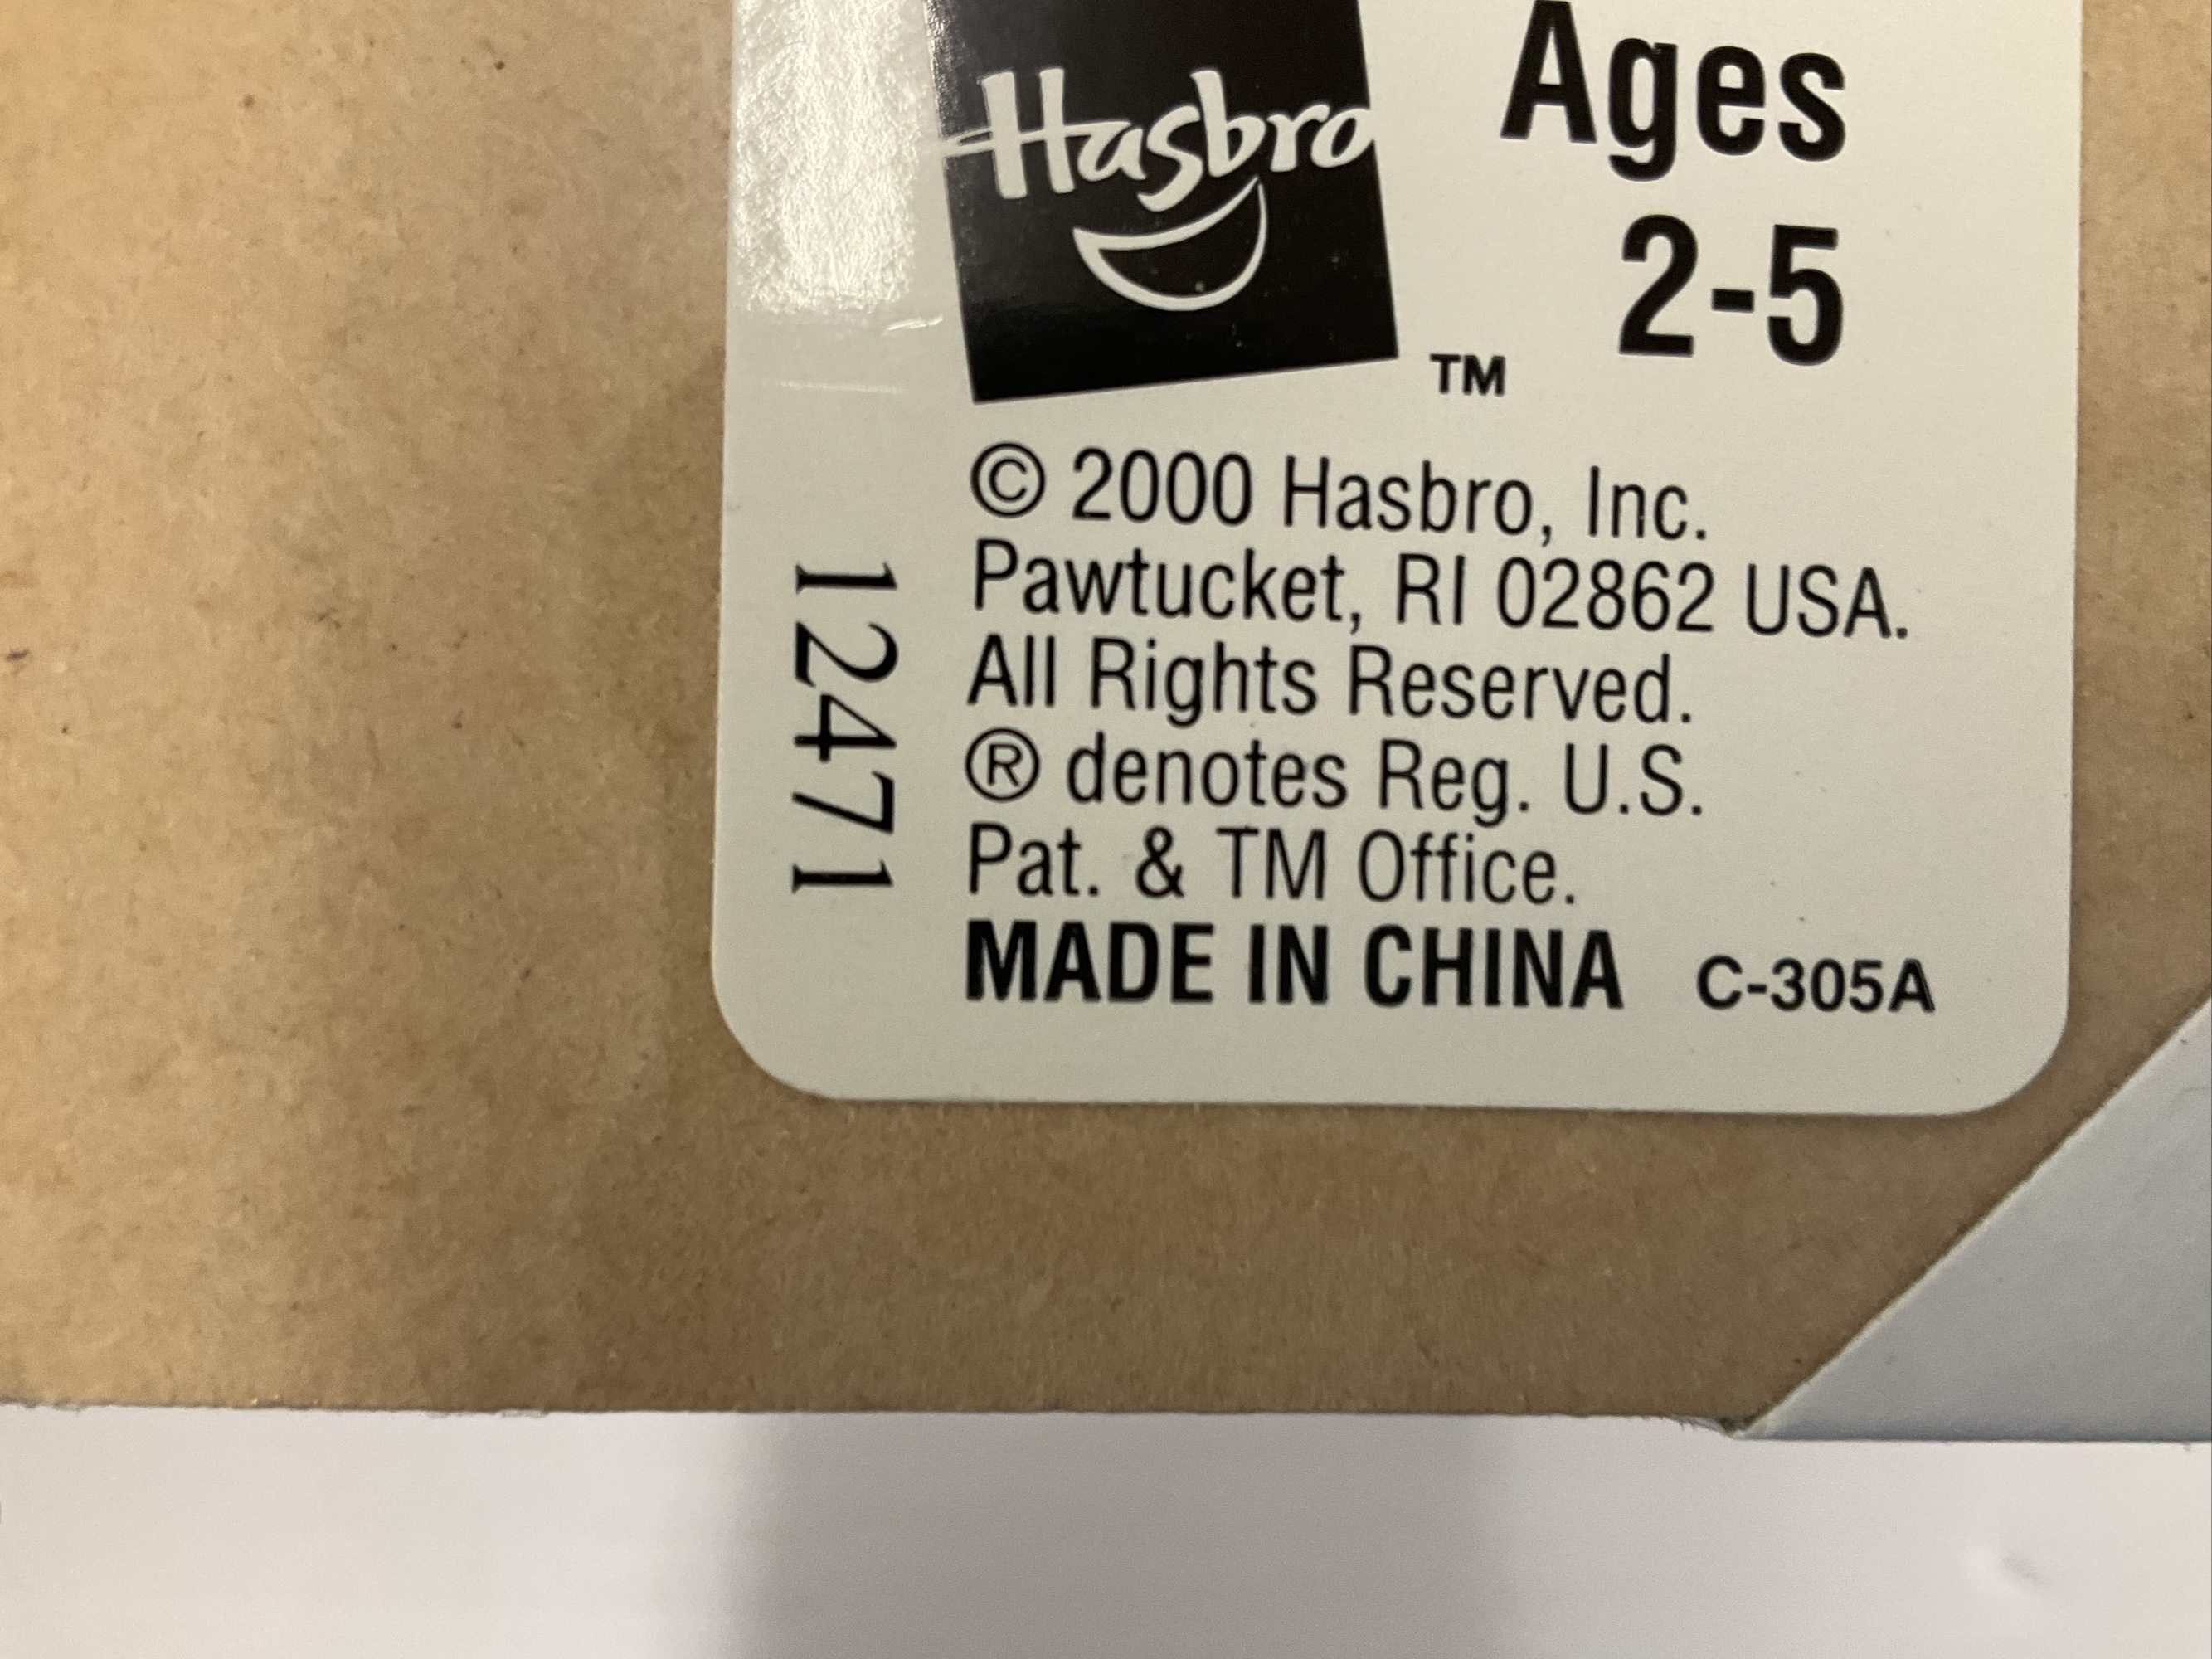 Hasbro
Ages
2-5
TM
© 2000 Hasbro, Inc.
Pawtucket, RI 02862 USA.
All Rights Reserved.
® denotes Reg. U.S.
Pat. & TM Office.
MADE IN CHINA C-305A
12471